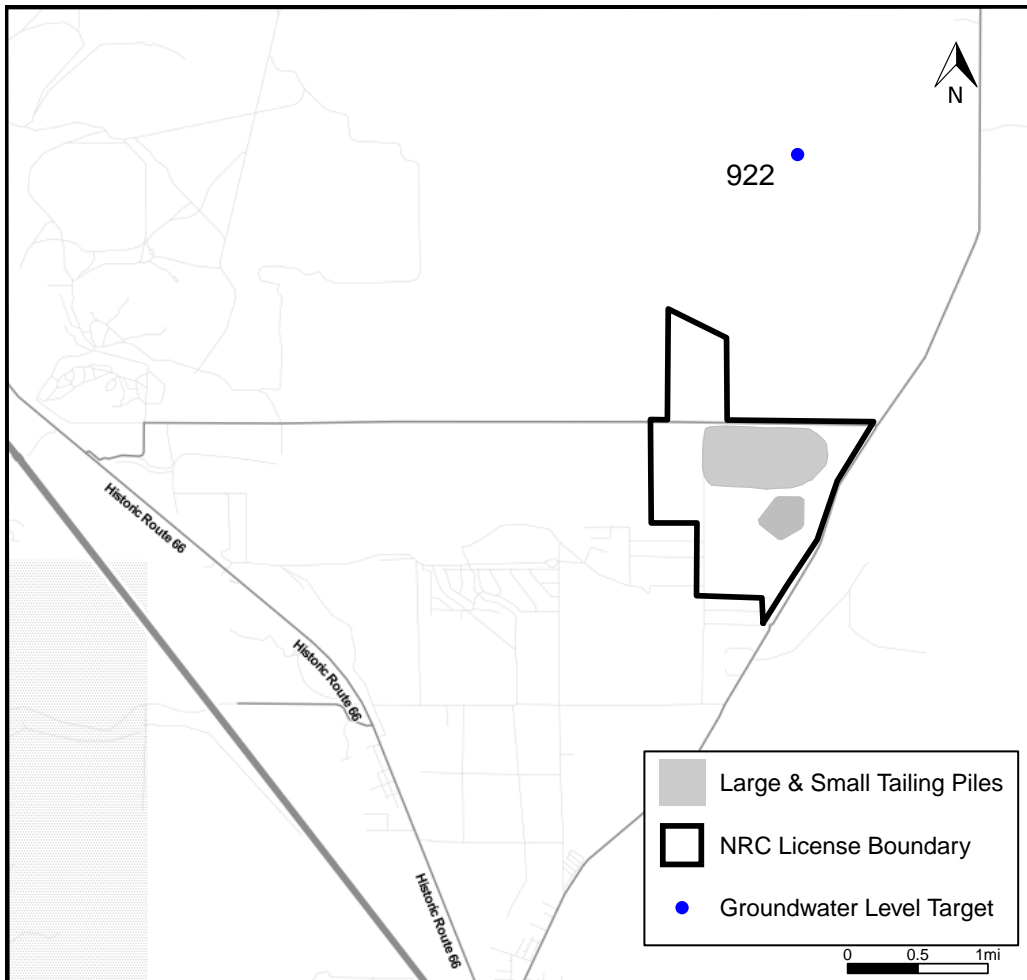 N
922
Historic Route 66
Historic Route 66
Historic Route 66
Large & Small Tailing Piles
NRC License Boundary
Groundwater Level Target
0 0.5 1mi